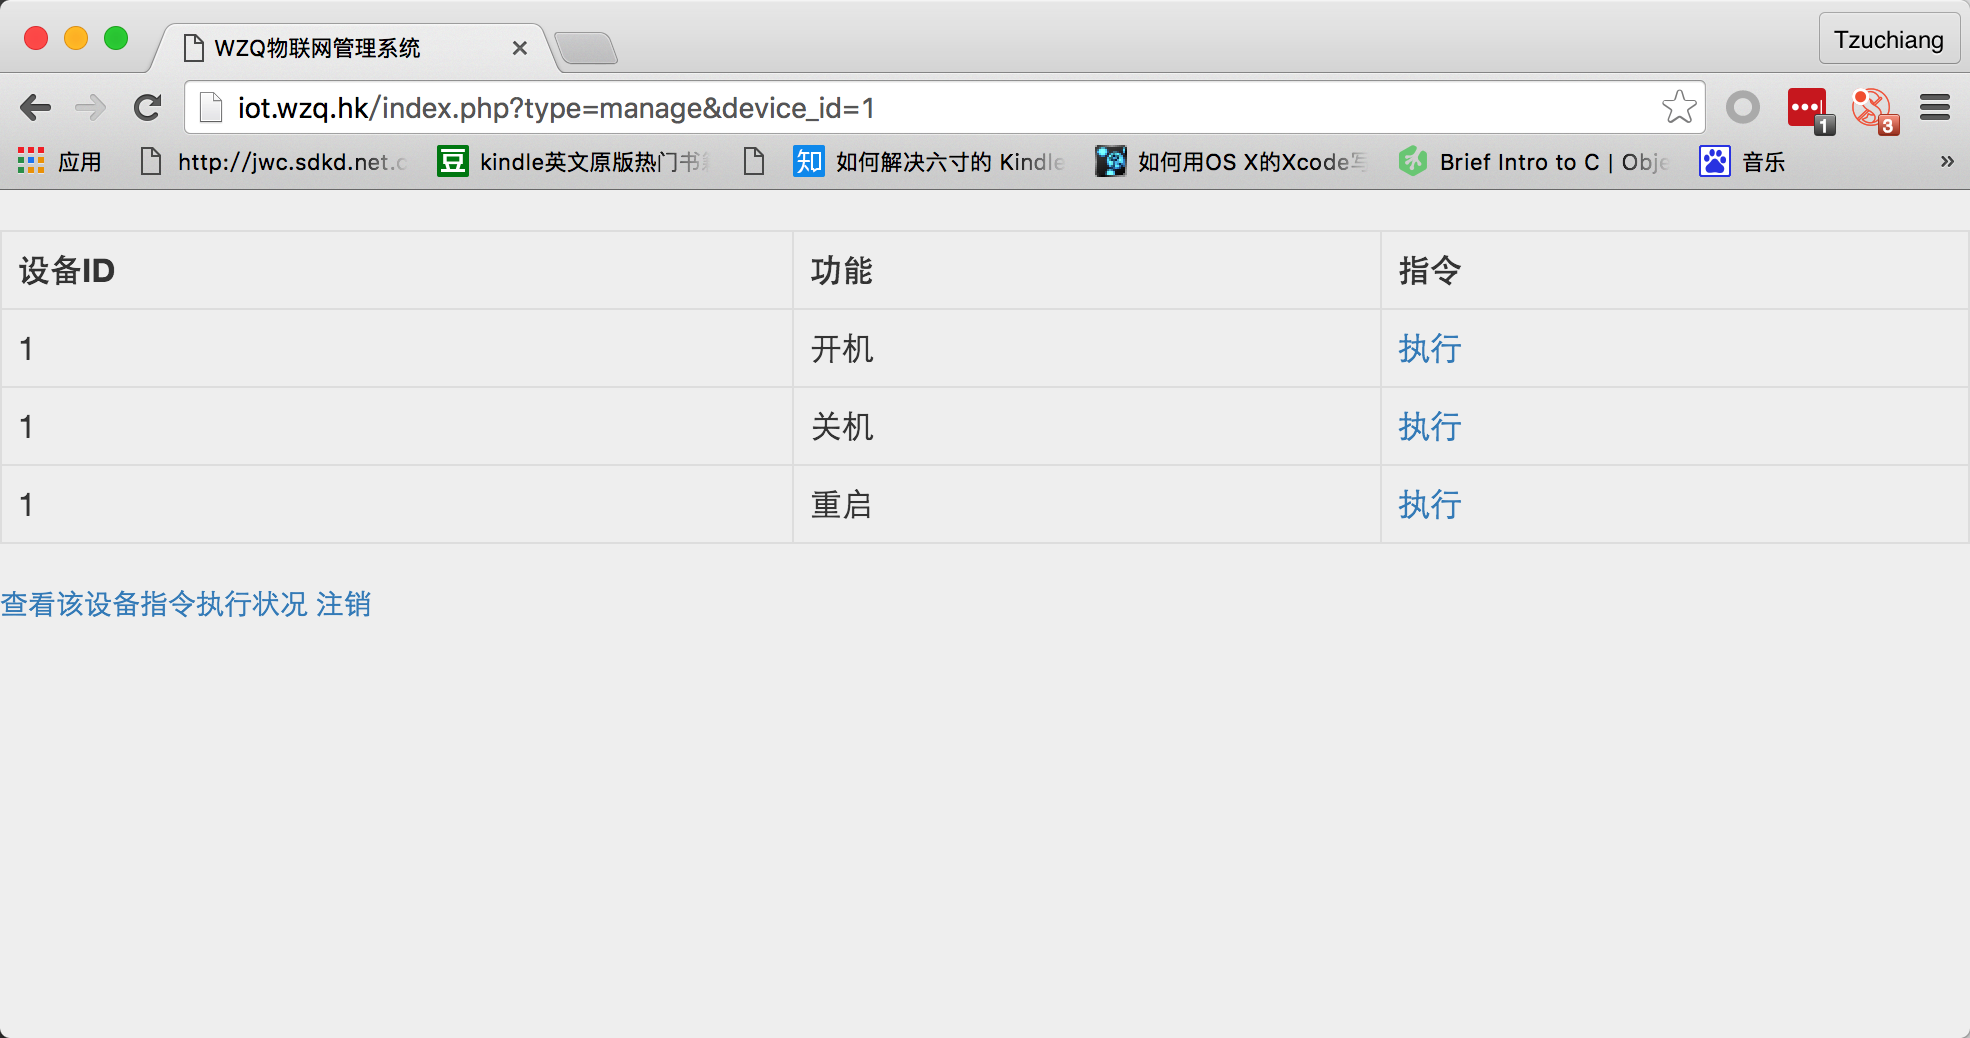 WZQ物联网管理系统
Tzuchiang
iot.wzq.hk/index.php?type=manage&device_id=1
1
3
应用 http://jwc.sdkd.net.c 豆 kindle英文原版热门书 知 如何解决六寸的 Kindle 如何用OS X的Xcode写 Brief Intro to C | Obje 音乐 »
设备ID 功能 指令
1 开机 执行
1 关机 执行
1 重启 执行
查看该设备指令执行状况 注销